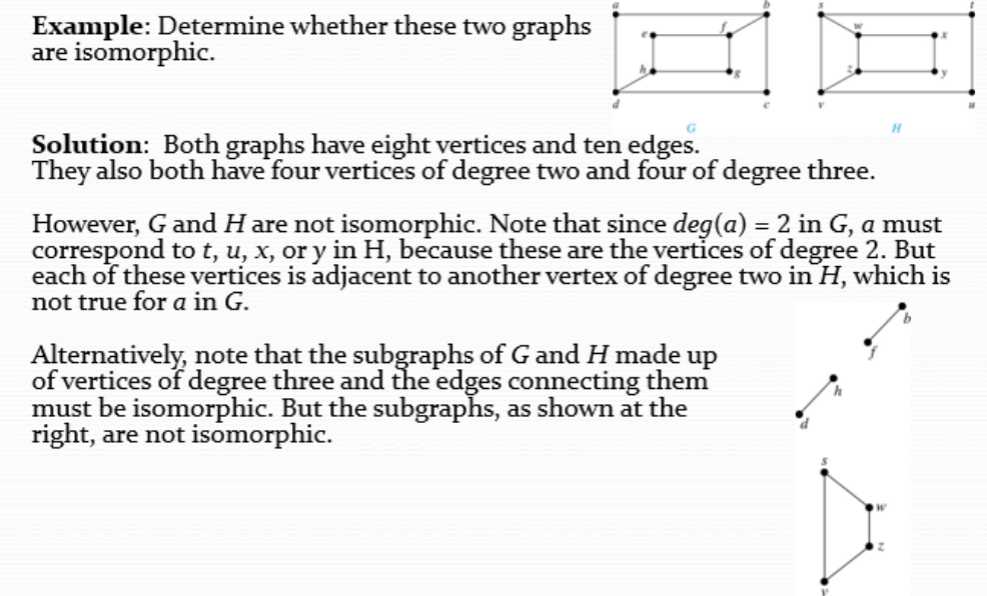 Example: Determine whether these two graphs
are isomorphic.
a b s t
e f w x
h g z y
d c v u
G H
Solution: Both graphs have eight vertices and ten edges.
They also both have four vertices of degree two and four of degree three.
However, G and H are not isomorphic. Note that since deg(a) = 2 in G, a must
correspond to t, u, x, or y in H, because these are the vertices of degree 2. But
each of these vertices is adjacent to another vertex of degree two in H, which is
not true for a in G.
b
f
Alternatively, note that the subgraphs of G and H made up
of vertices of degree three and the edges connecting them
must be isomorphic. But the subgraphs, as shown at the
right, are not isomorphic.
h
d
s
w
z
v